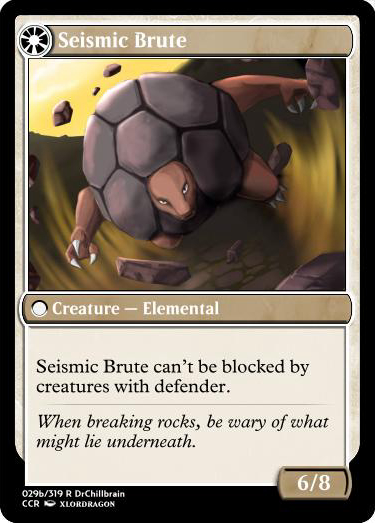 Seismic Brute
Creature — Elemental
Seismic Brute can't be blocked by
creatures with defender.
When breaking rocks, be wary of what
might lie underneath.
6/8
029b/319 R DrChillbrain
CCR XLORDRAGON